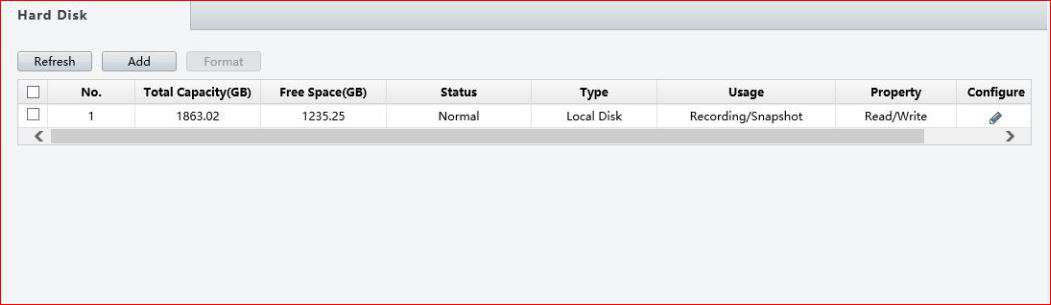 Hard Disk
Refresh Add Format
No. Total Capacity(GB) Free Space(GB) Status Type Usage Property Configure
1 1863.02 1235.25 Normal Local Disk Recording/Snapshot Read/Write